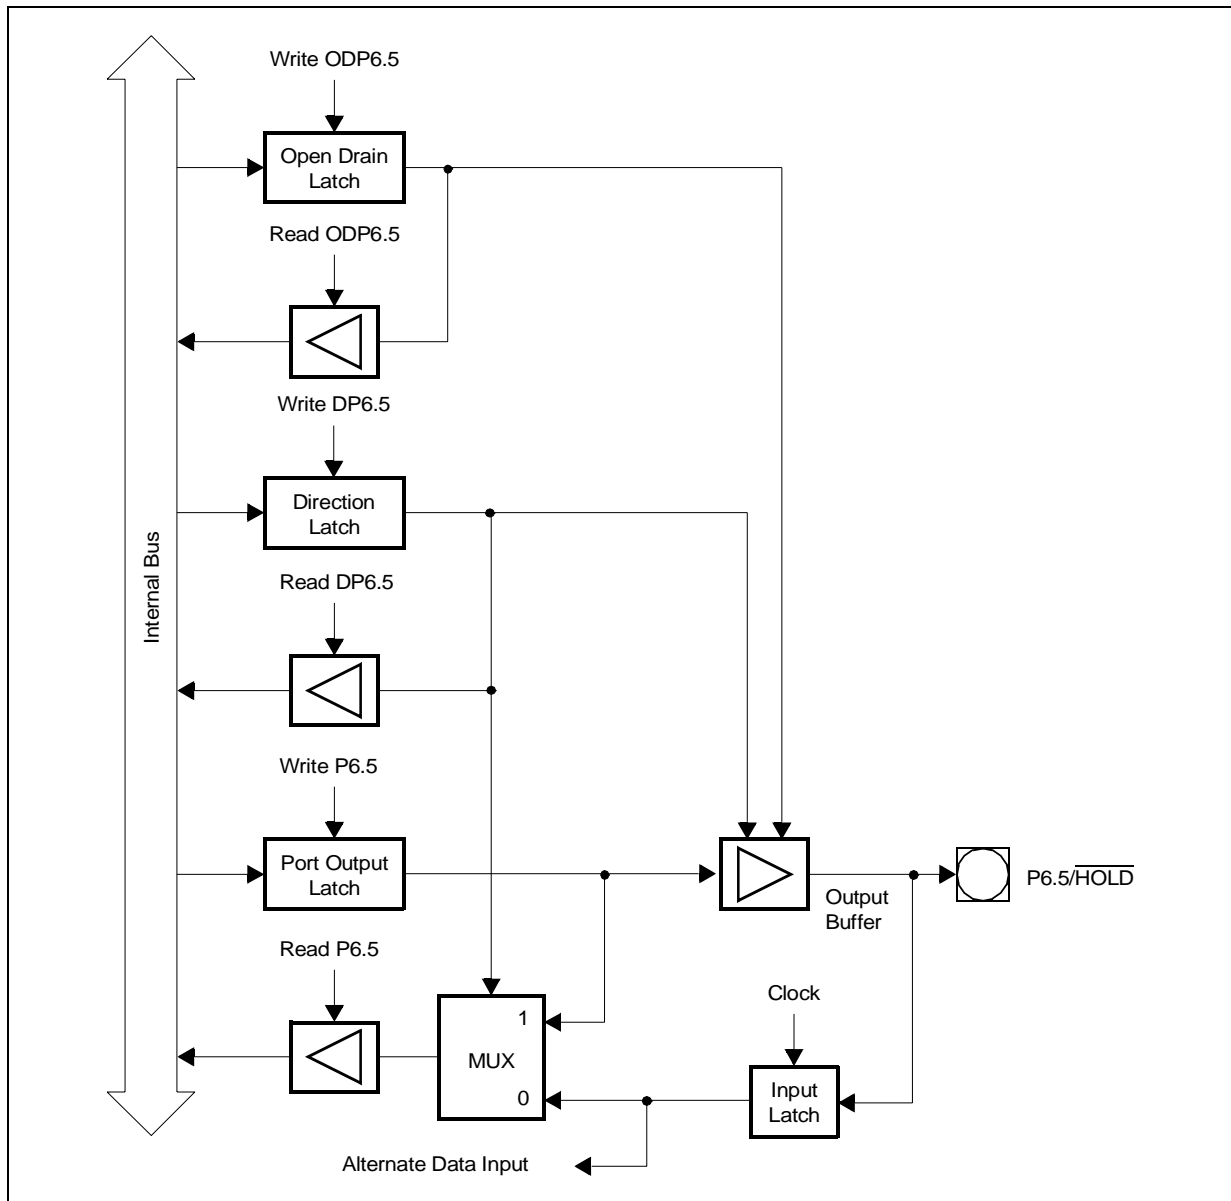 Write ODP6.5
Open Drain
Latch
Read ODP6.5
Write DP6.5
Direction
Latch
Internal Bus
Read DP6.5
Write P6.5
Port Output
Latch
Output
Buffer
P6.5/HOLD
Read P6.5
Clock
1
MUX
0
Input
Latch
Alternate Data Input